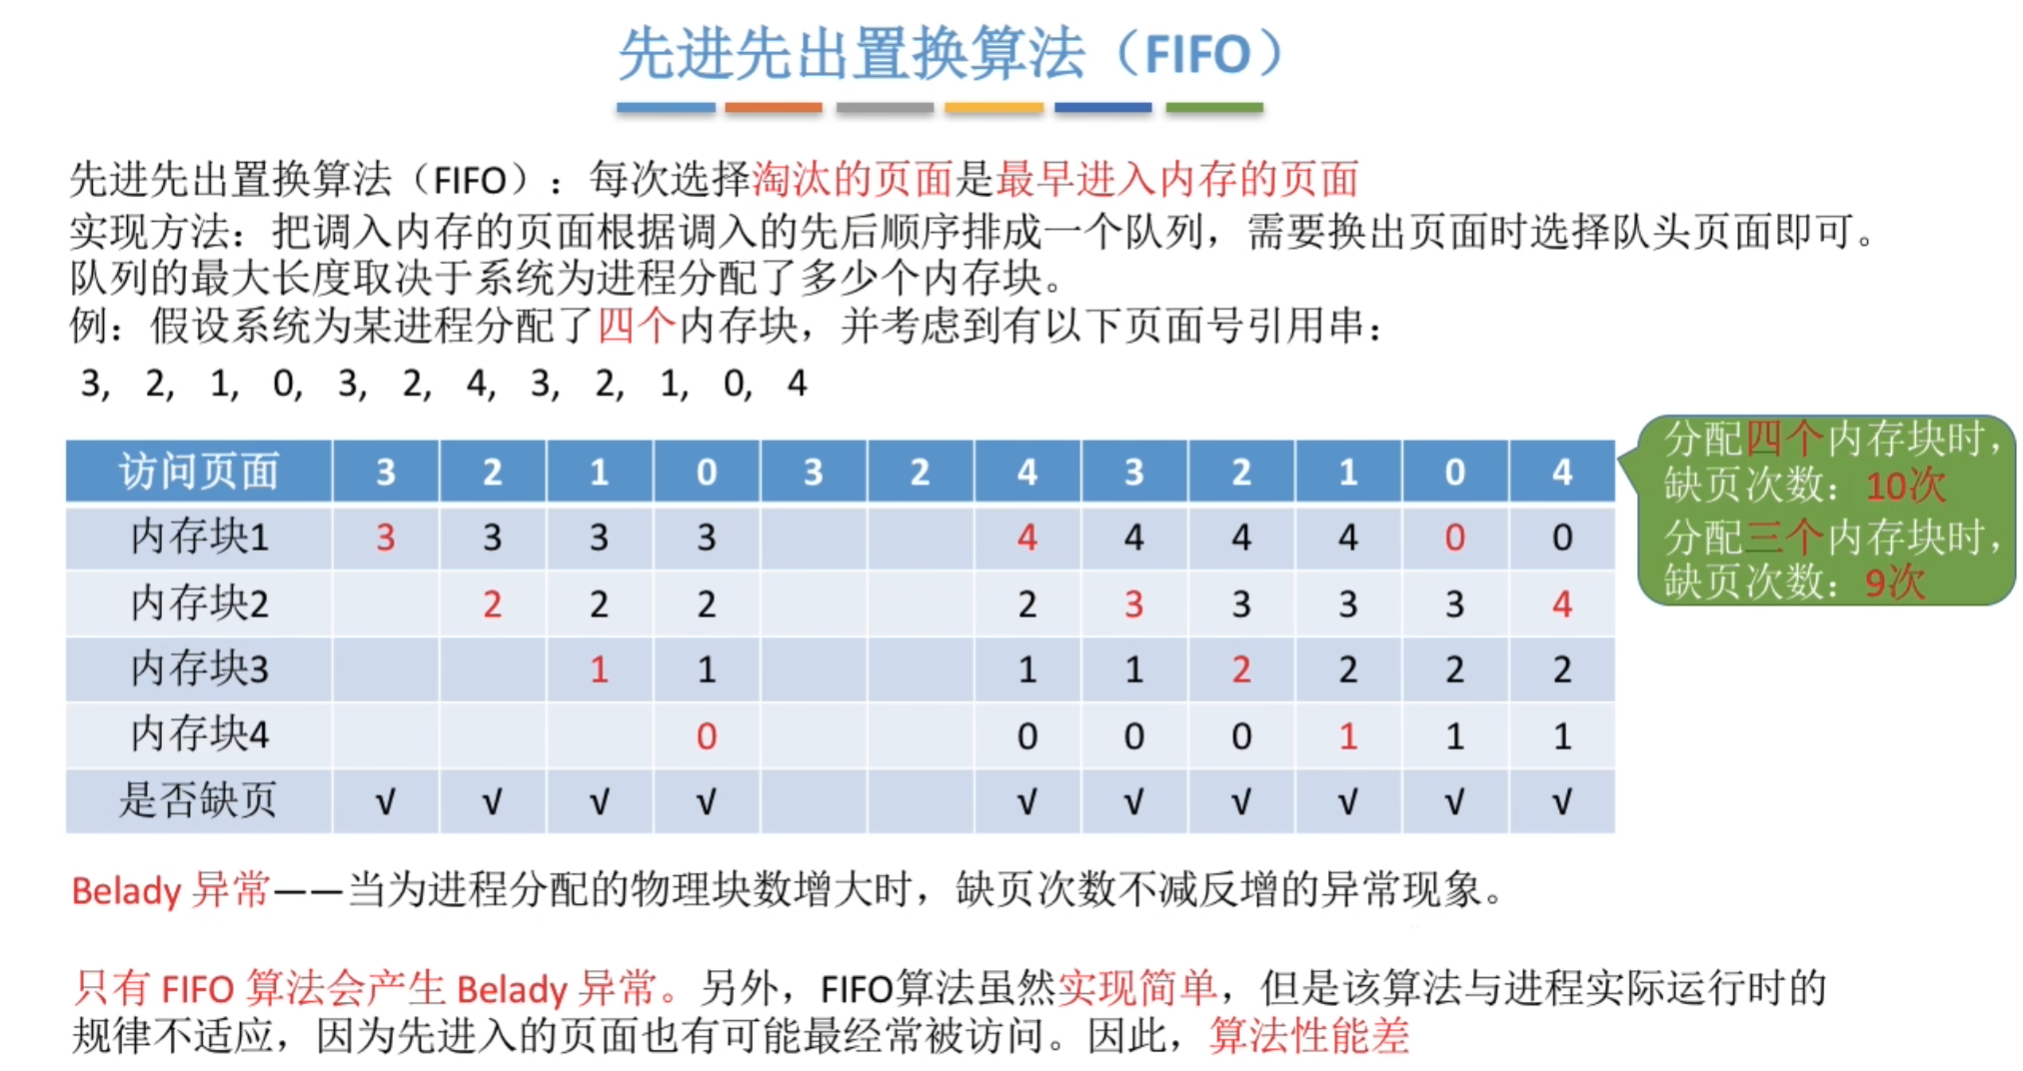 先进先出置换算法（FIFO）
先进先出置换算法（FIFO）：每次选择淘汰的页面是最早进入内存的页面
实现方法：把调入内存的页面根据调入的先后顺序排成一个队列，需要换出页面时选择队头页面即可。
队列的最大长度取决于系统为进程分配了多少个内存块。
例：假设系统为某进程分配了四个内存块，并考虑到有以下页面号引用串：
3, 2, 1, 0, 3, 2, 4, 3, 2, 1, 0, 4
访问页面 3 2 1 0 3 2 4 3 2 1 0 4
内存块1 3 3 3 3 4 4 4 4 0 0
内存块2 2 2 2 2 3 3 3 3 4
内存块3 1 1 1 1 2 2 2 2
内存块4 0 0 0 0 1 1 1
是否缺页 √ √ √ √ √ √ √ √ √ √
分配四个内存块时，
缺页次数：10次
分配三个内存块时，
缺页次数：9次
Belady 异常——当为进程分配的物理块数增大时，缺页次数不减反增的异常现象。
只有 FIFO 算法会产生 Belady 异常。另外，FIFO算法虽然实现简单，但是该算法与进程实际运行时的
规律不适应，因为先进入的页面也有可能最经常被访问。因此，算法性能差